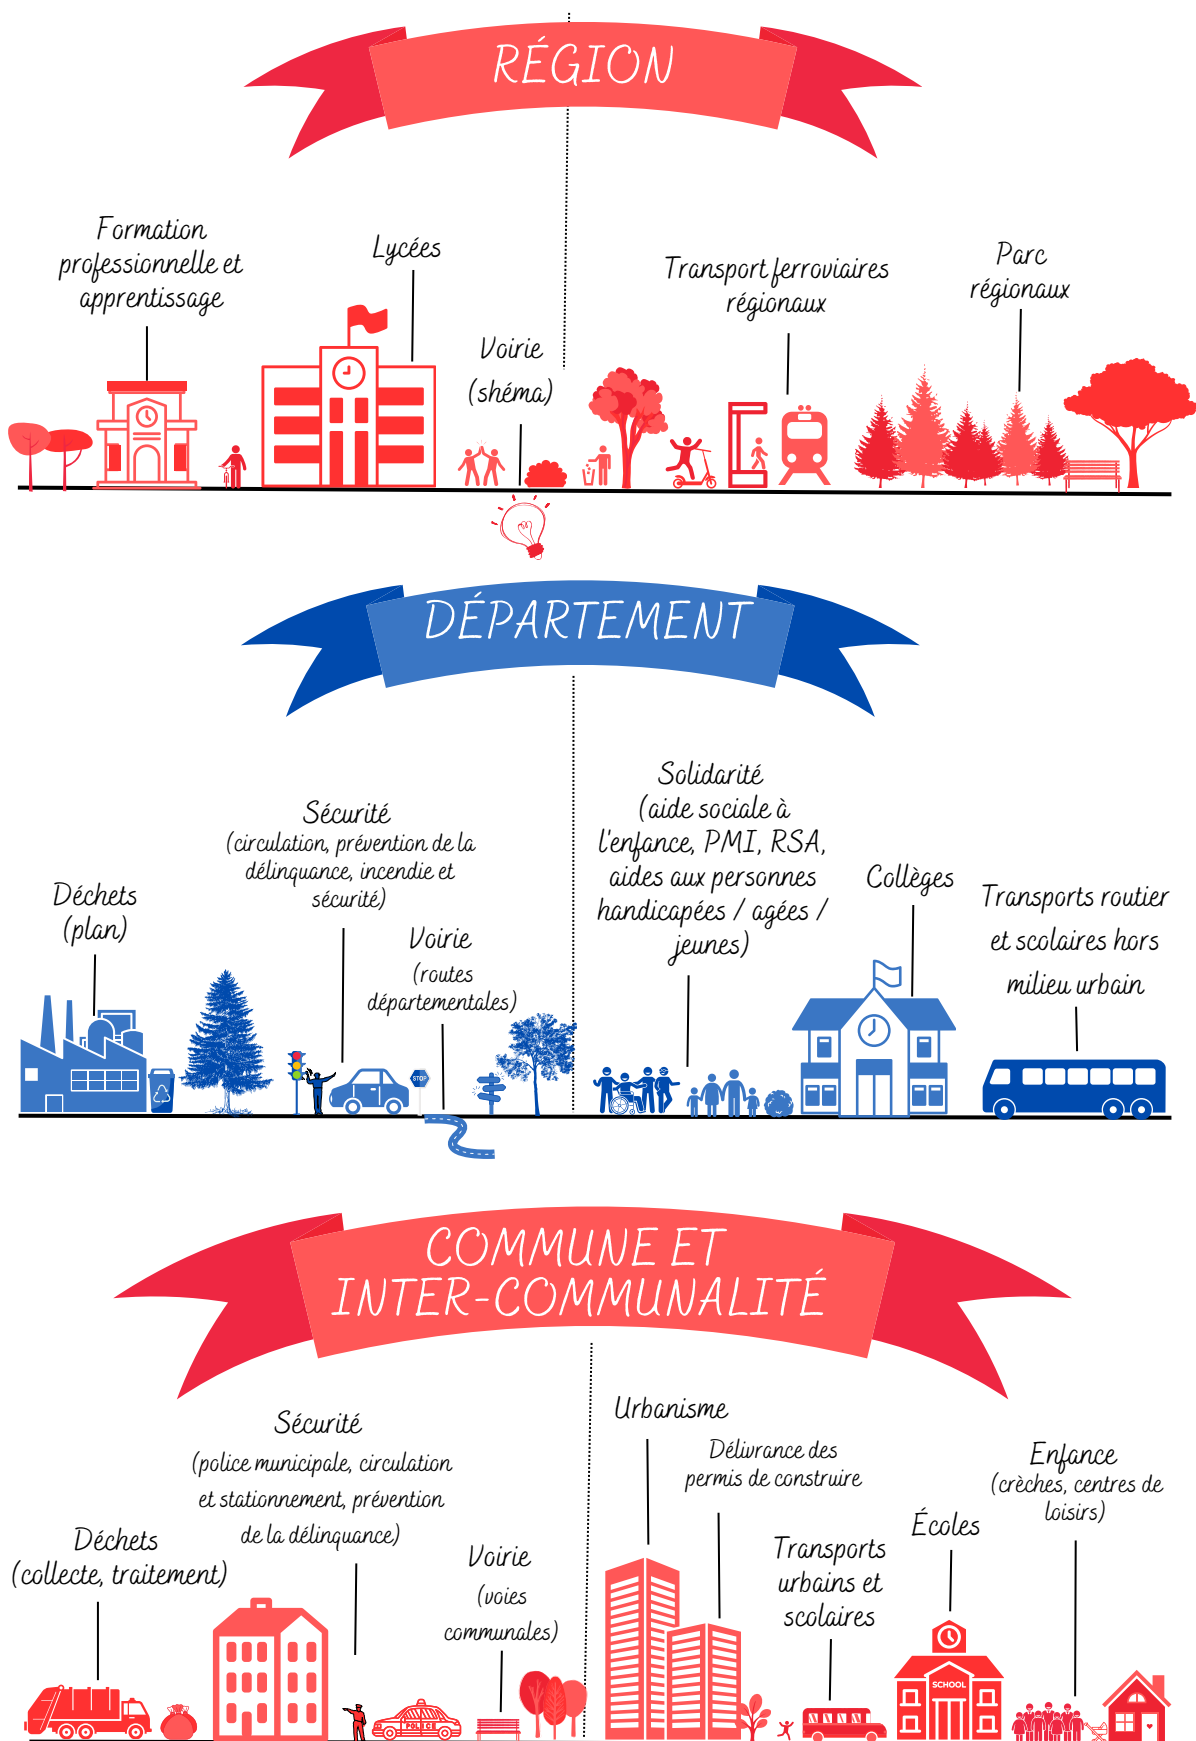 RÉGION
Formation
professionnelle et
apprentissage
Lycées
Voirie
(shéma)
Transport ferroviaires
régionaux
Parc
régionaux
DÉPARTEMENT
Déchets
(plan)
Sécurité
(circulation, prévention de la
délinquance, incendie et
sécurité)
Voirie
(routes
départementales)
STOP
Solidarité
(aide sociale à
l'enfance, PMI, RSA,
aides aux personnes
handicapées / agées /
jeunes)
Collèges
Transports routier
et scolaires hors
milieu urbain
COMMUNE ET
INTER-COMMUNALITÉ
Déchets
(collecte, traitement)
Sécurité
(police municipale, circulation
et stationnement, prévention
de la délinquance)
POLICE
Voirie
(voies
communales)
Urbanisme
Délivrance des
permis de construire
Transports
urbains et
scolaires
Écoles
SCHOOL
Enfance
(crèches, centres de
loisirs)